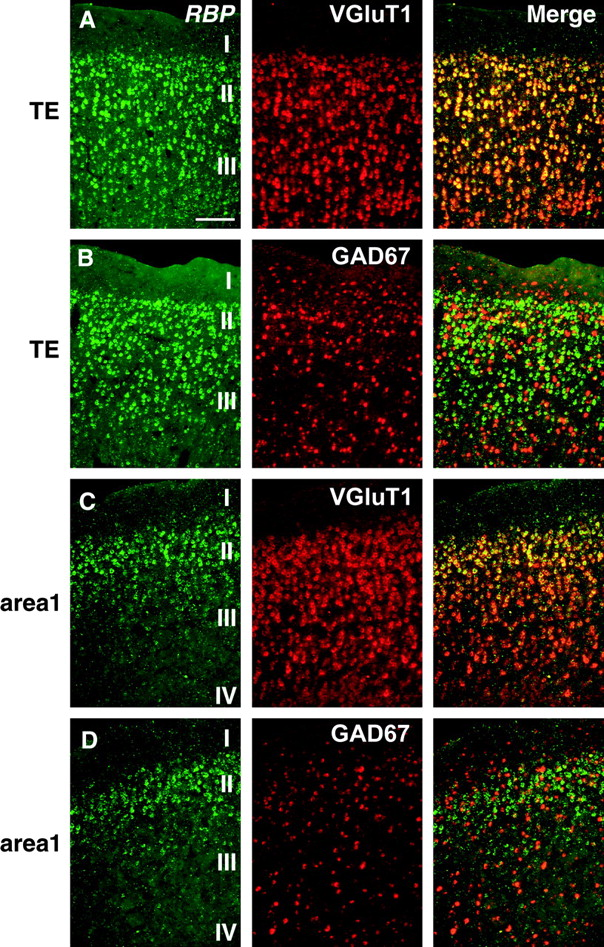 A RBP VGluT1 Merge
I
TE II
III
B GAD67
I
TE II
III
C VGluT1
I
II
area1 III
IV
D GAD67
I
II
area1 III
IV